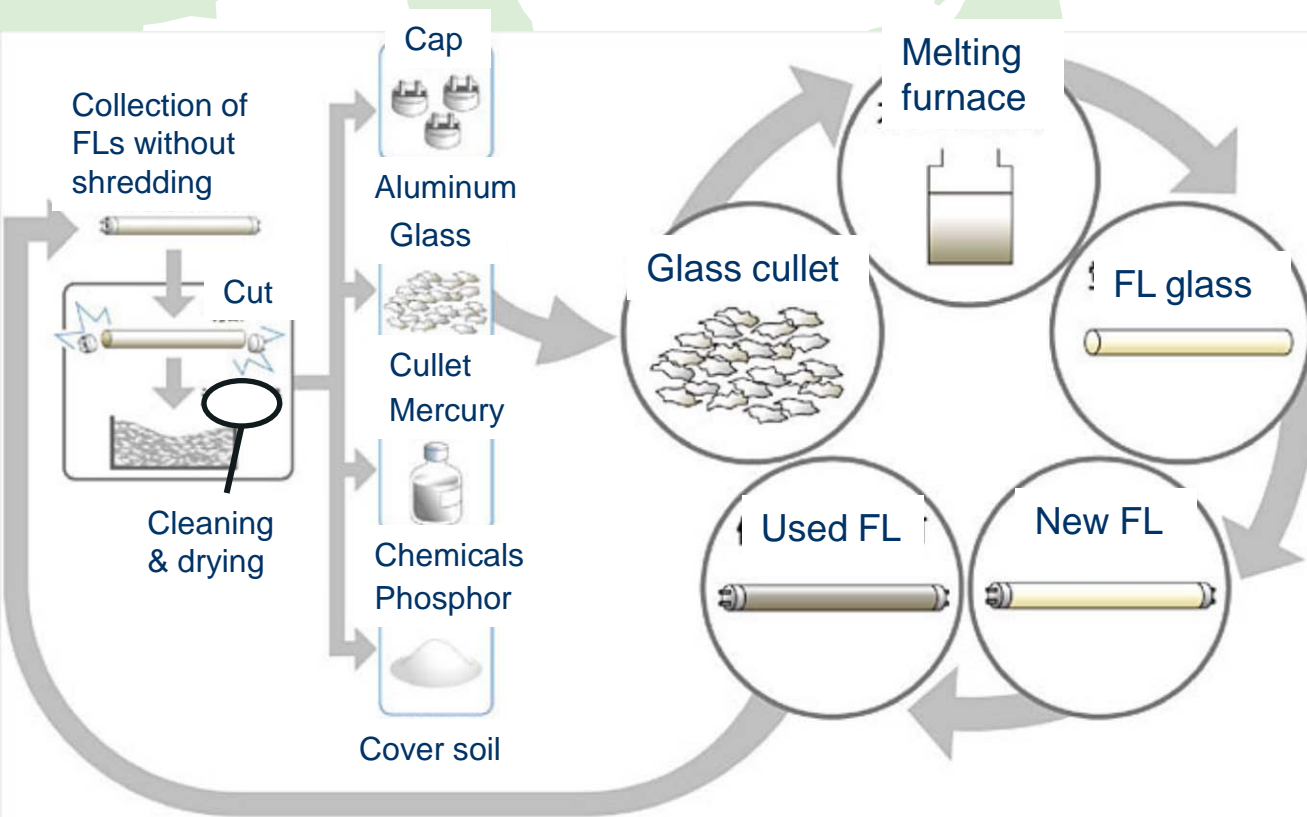 Collection of
FLs without
shredding
Cut
Cleaning
& drying
Cap
Aluminum
Glass
Cullet
Mercury
Chemicals
Phosphor
Cover soil
Glass cullet
Melting
furnace
FL glass
New FL
Used FL